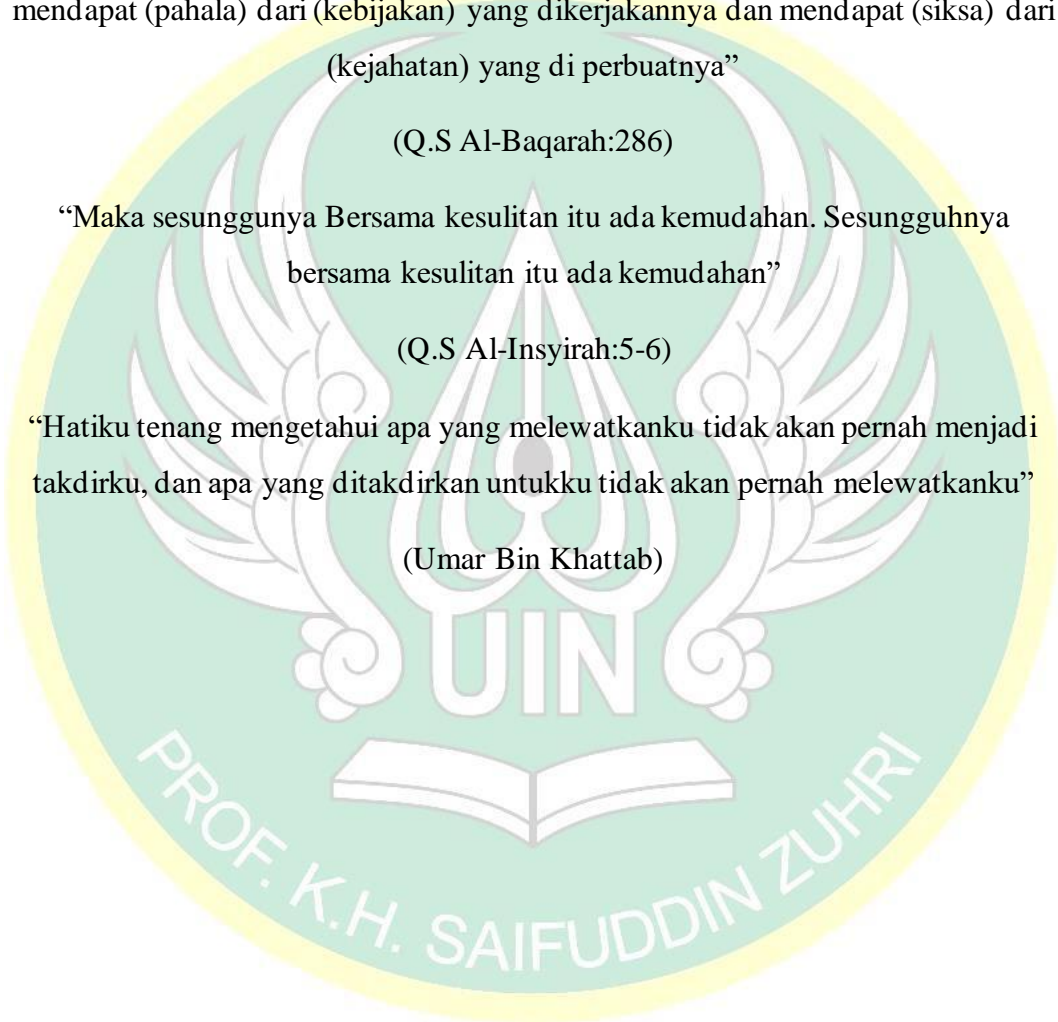 mendapat (pahala) dari (kebijakan) yang dikerjakannya dan mendapat (siksa) dari
(kejahatan) yang di perbuatnya”
(Q.S Al-Baqarah:286)
“Maka sesunggunya Bersama kesulitan itu ada kemudahan. Sesungguhnya
bersama kesulitan itu ada kemudahan”
(Q.S Al-Insyirah:5-6)
“Hatiku tenang mengetahui apa yang melewatkanku tidak akan pernah menjadi
takdirku, dan apa yang ditakdirkan untukku tidak akan pernah melewatkanku”
(Umar Bin Khattab)
UIN
PROF. K.H. SAIFUDDIN ZUHRI